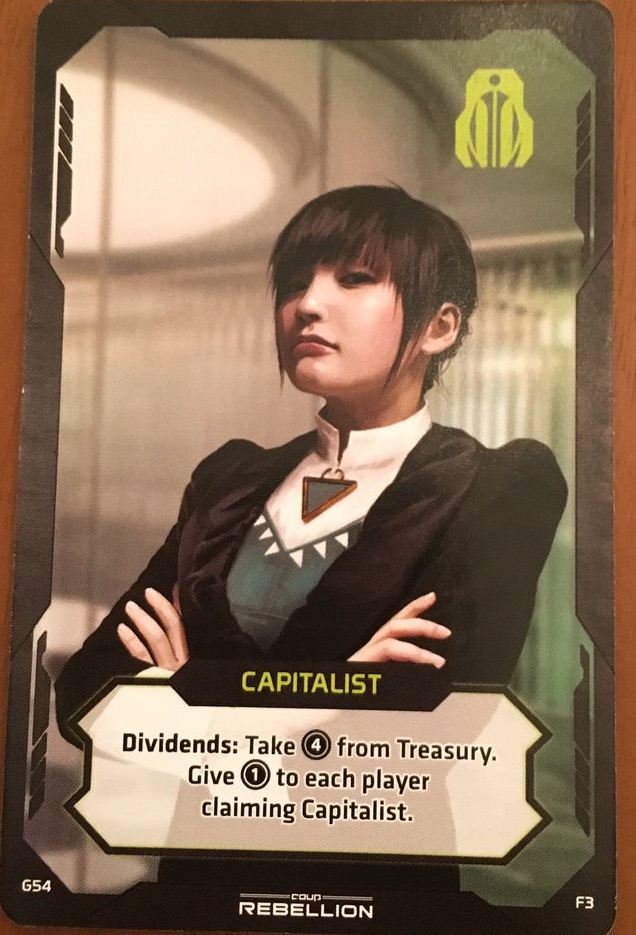 CAPITALIST
Dividends: Take 4 from Treasury.
Give 1 to each player
claiming Capitalist.
G54
COUP
REBELLION
F3